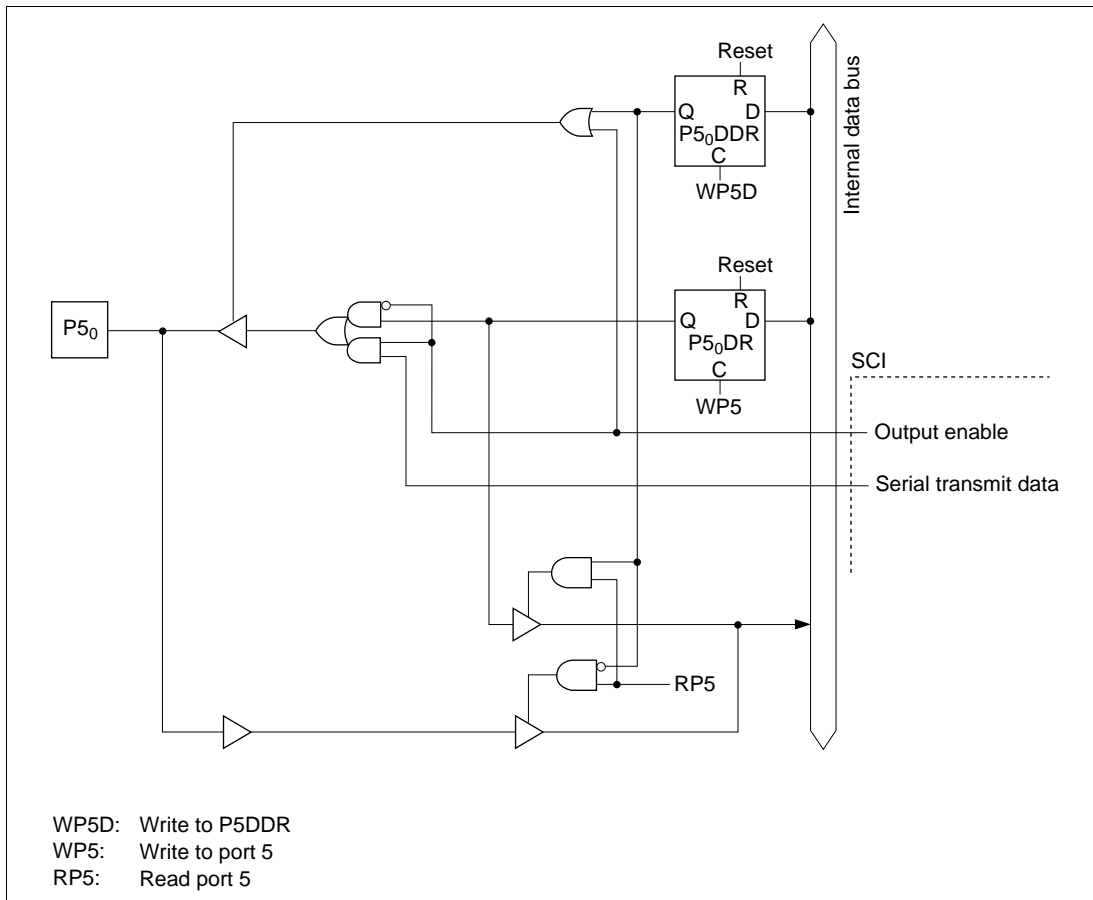 Reset
R
Q D
P5₀DDR
C
WP5D
Internal data bus
Reset
R
P5₀
Q D
P5₀DR
C
WP5
SCI
Output enable
Serial transmit data
RP5
WP5D: Write to P5DDR
WP5: Write to port 5
RP5: Read port 5